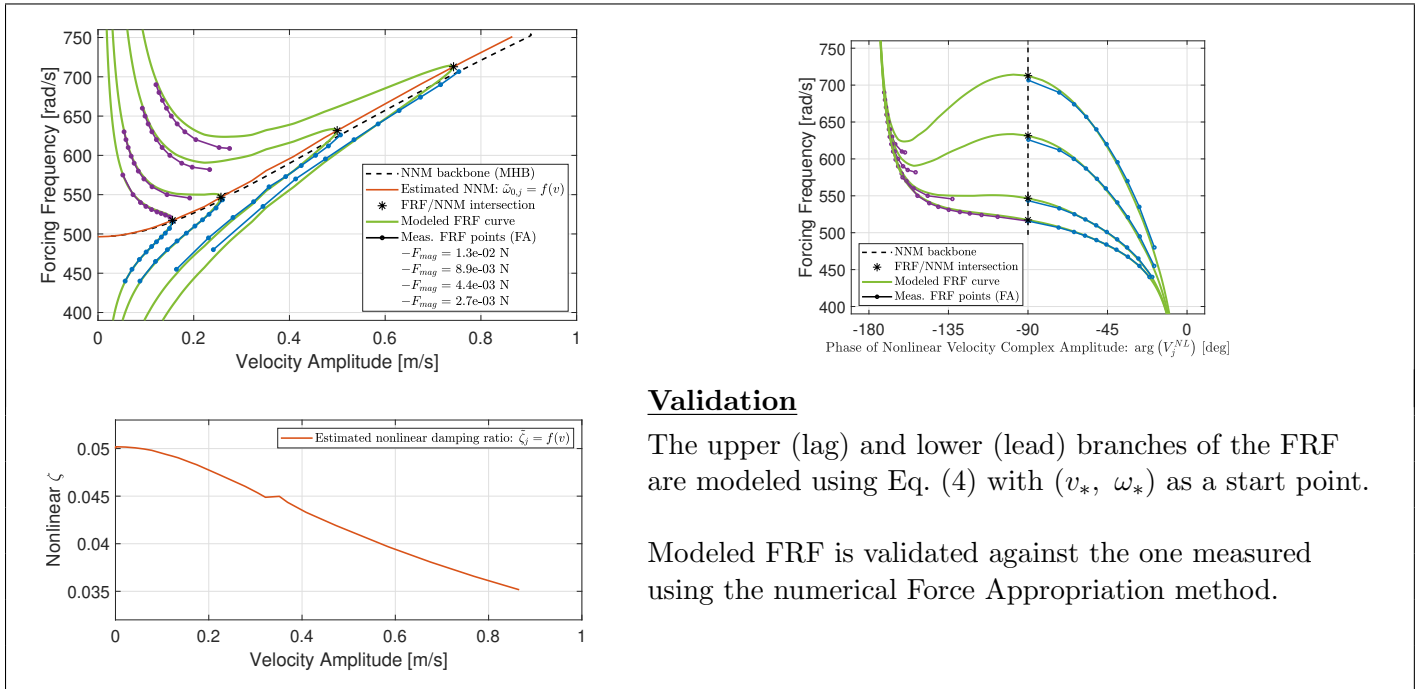 750
700
650
600
550
500
450
400
Forcing Frequency [rad/s]
NNM backbone (MHB)
Estimated NNM: ω̃₀,ⱼ = f(v)
FRF/NNM intersection
Modeled FRF curve
Meas. FRF points (FA)
−F_mag = 1.3e-02 N
−F_mag = 8.9e-03 N
−F_mag = 4.4e-03 N
−F_mag = 2.7e-03 N
0 0.2 0.4 0.6 0.8 1
Velocity Amplitude [m/s]
750
700
650
600
550
500
450
400
Forcing Frequency [rad/s]
NNM backbone
FRF/NNM intersection
Modeled FRF curve
Meas. FRF points (FA)
-180 -135 -90 -45 0
Phase of Nonlinear Velocity Complex Amplitude: arg (V_j^{NL}) [deg]
0.05
0.045
0.04
0.035
Nonlinear ζ
Estimated nonlinear damping ratio: ζ̃ⱼ = f(v)
0 0.2 0.4 0.6 0.8 1
Velocity Amplitude [m/s]
Validation
The upper (lag) and lower (lead) branches of the FRF
are modeled using Eq. (4) with (v_*, ω_*) as a start point.
Modeled FRF is validated against the one measured
using the numerical Force Appropriation method.